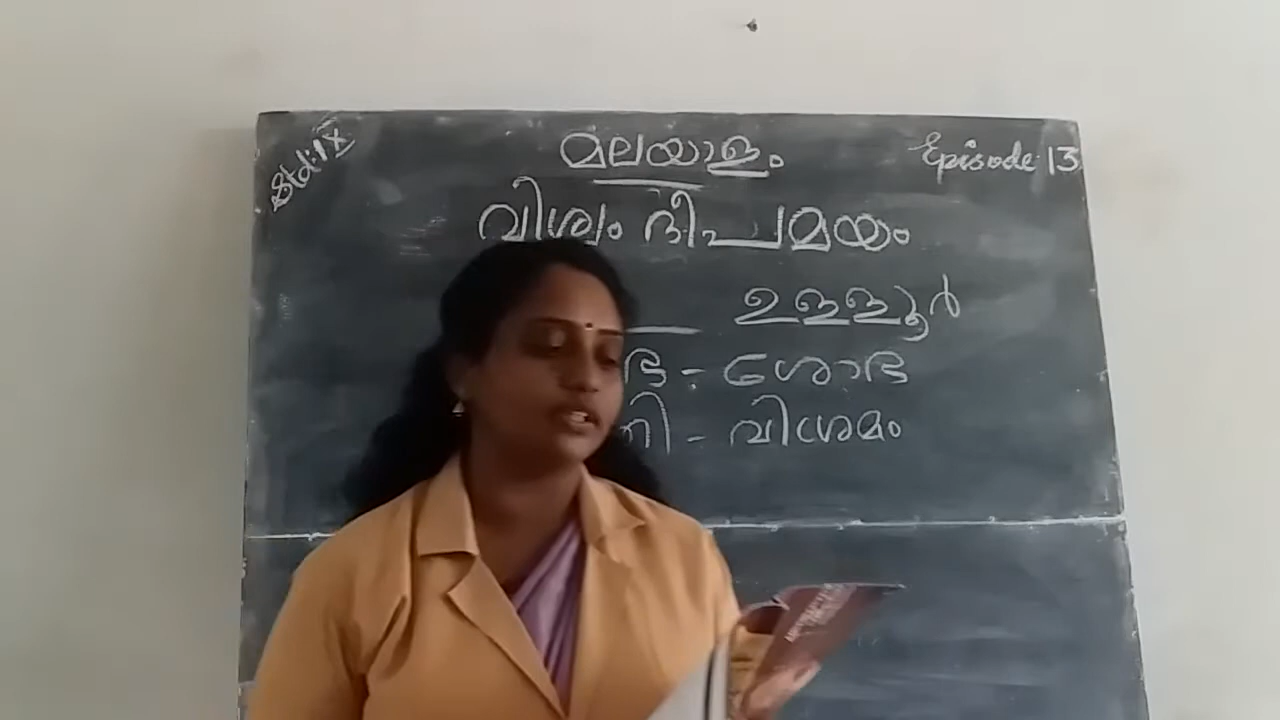 Std: IX
മലയാളം
Episode: 13
വിശ്വം ദീപമയം
ഉള്ളൂർ
ഭ - ശോഭ
നി - വിശ്രമം